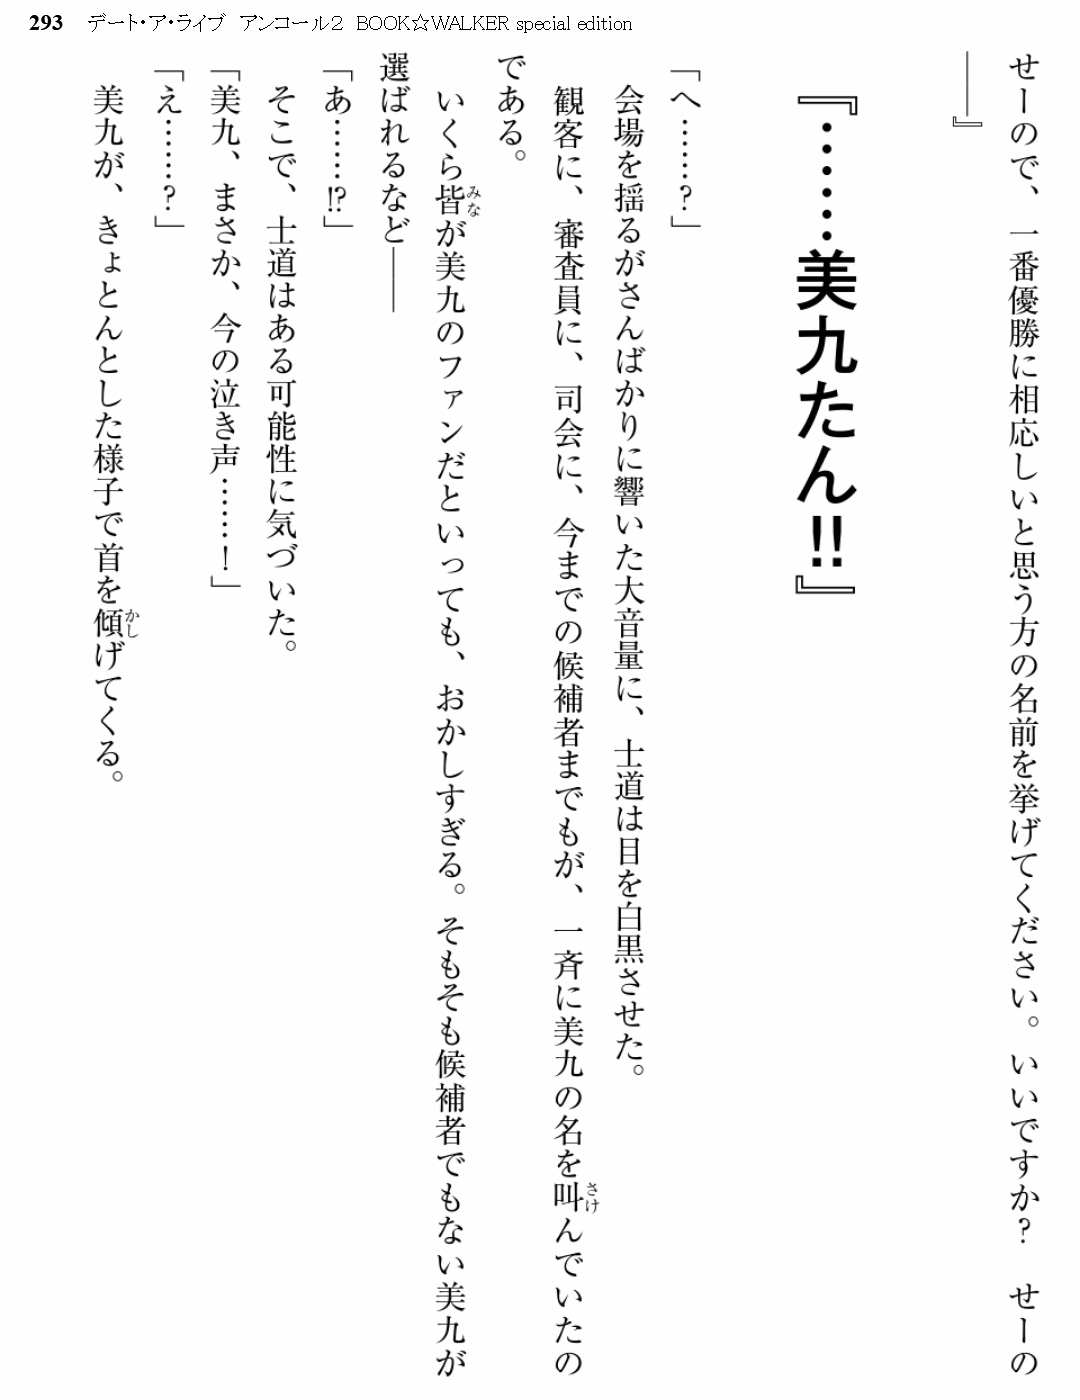 293 デート・ア・ライブ アンコール2 BOOK☆WALKER special edition
せーので、一番優勝に相応しいと思う方の名前を挙げてください。いいですか？　せーの
――』
『……美九たん!!』
「へ……？」
会場を揺るがさんばかりに響いた大音量に、士道は目を白黒させた。
観客に、審査員に、司会に、今までの候補者までもが、一斉に美九の名を叫んでいたの
である。
いくら皆が美九のファンだといっても、おかしすぎる。そもそも候補者でもない美九が
選ばれるなど――
「あ……!?」
そこで、士道はある可能性に気づいた。
「美九、まさか、今の泣き声……！」
「え……？」
美九が、きょとんとした様子で首を傾げてくる。